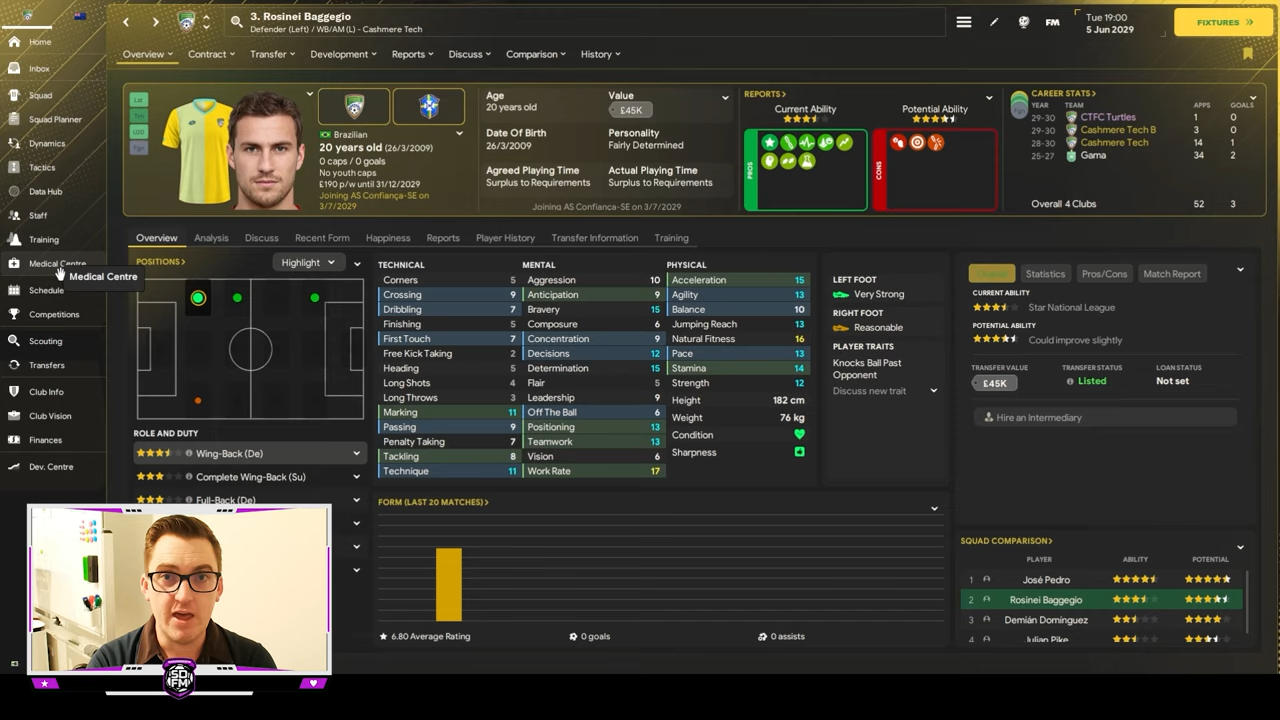 3. Rosinei Baggegio
Defender (Left) / WB/AM (L) - Cashmere Tech
FM
Tue 19:00
5 Jun 2029
FIXTURES
Home
Inbox
Squad
Squad Planner
Dynamics
Tactics
Data Hub
Staff
Training
Medical Centre
Medical Centre
Schedule
Competitions
Scouting
Transfers
Club Info
Club Vision
Finances
Dev. Centre
Overview
Contract
Transfer
Development
Reports
Discuss
Comparison
History
Brazilian
20 years old (26/3/2009)
0 caps / 0 goals
No youth caps
£190 p/w until 31/12/2029
Joining AS Confiança-SE on
3/7/2029
Age
20 years old
Value
£45K
Date Of Birth
26/3/2009
Personality
Fairly Determined
Agreed Playing Time
Surplus to Requirements
Actual Playing Time
Surplus to Requirements
Joining AS Confiança-SE on 3/7/2029
REPORTS
Current Ability
Potential Ability
PROS
CONS
CAREER STATS
YEAR TEAM APPS GOALS
29-30 CTFC Turtles 1 0
29-30 Cashmere Tech B 3 0
28-30 Cashmere Tech 14 1
25-27 Gama 34 2
Overall 4 Clubs 52 3
Overview
Analysis
Discuss
Recent Form
Happiness
Reports
Player History
Transfer Information
Training
POSITIONS
Highlight
ROLE AND DUTY
Wing-Back (De)
Complete Wing-Back (Su)
Full-Back (De)
TECHNICAL
Corners 5
Crossing 9
Dribbling 7
Finishing 5
First Touch 7
Free Kick Taking 2
Heading 5
Long Shots 4
Long Throws 3
Marking 11
Passing 9
Penalty Taking 7
Tackling 8
Technique 11
MENTAL
Aggression 10
Anticipation 9
Bravery 15
Composure 6
Concentration 9
Decisions 12
Determination 15
Flair 5
Leadership 9
Off The Ball 6
Positioning 13
Teamwork 13
Vision 6
Work Rate 17
PHYSICAL
Acceleration 15
Agility 13
Balance 10
Jumping Reach 13
Natural Fitness 16
Pace 13
Stamina 14
Strength 12
Height 182 cm
Weight 76 kg
Condition
Sharpness
LEFT FOOT
Very Strong
RIGHT FOOT
Reasonable
PLAYER TRAITS
Knocks Ball Past
Opponent
Discuss new trait
Statistics
Pros/Cons
Match Report
CURRENT ABILITY
Star National League
POTENTIAL ABILITY
Could improve slightly
TRANSFER VALUE
£45K
TRANSFER STATUS
Listed
LOAN STATUS
Not set
Hire an Intermediary
FORM (LAST 20 MATCHES)
6.80 Average Rating
0 goals
0 assists
SQUAD COMPARISON
PLAYER ABILITY POTENTIAL
1 José Pedro
2 Rosinei Baggegio
3 Demián Domínguez
4 Julian Pike
SD
FM